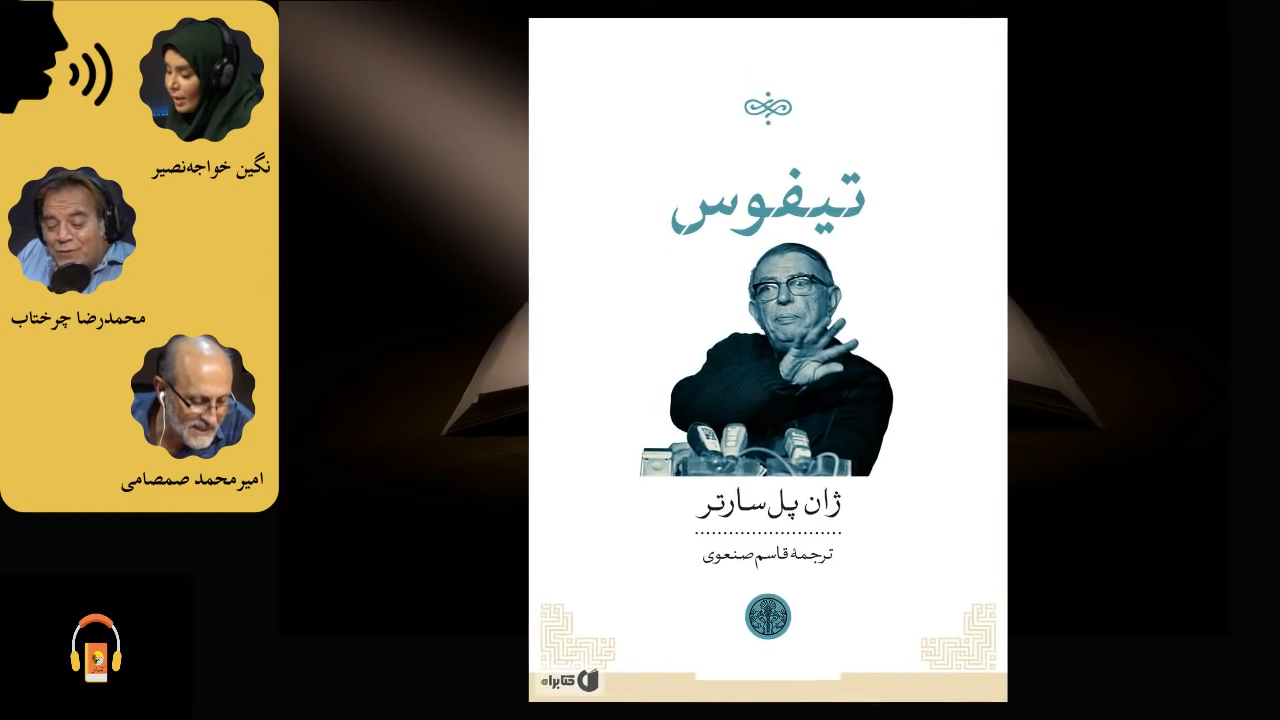 نگین خواجه‌نصیر
محمدرضا چرختاب
امیرمحمد صمصامی
تیفوس
ژان پل سارتر
ترجمهٔ قاسم صنعوی
کتابراه